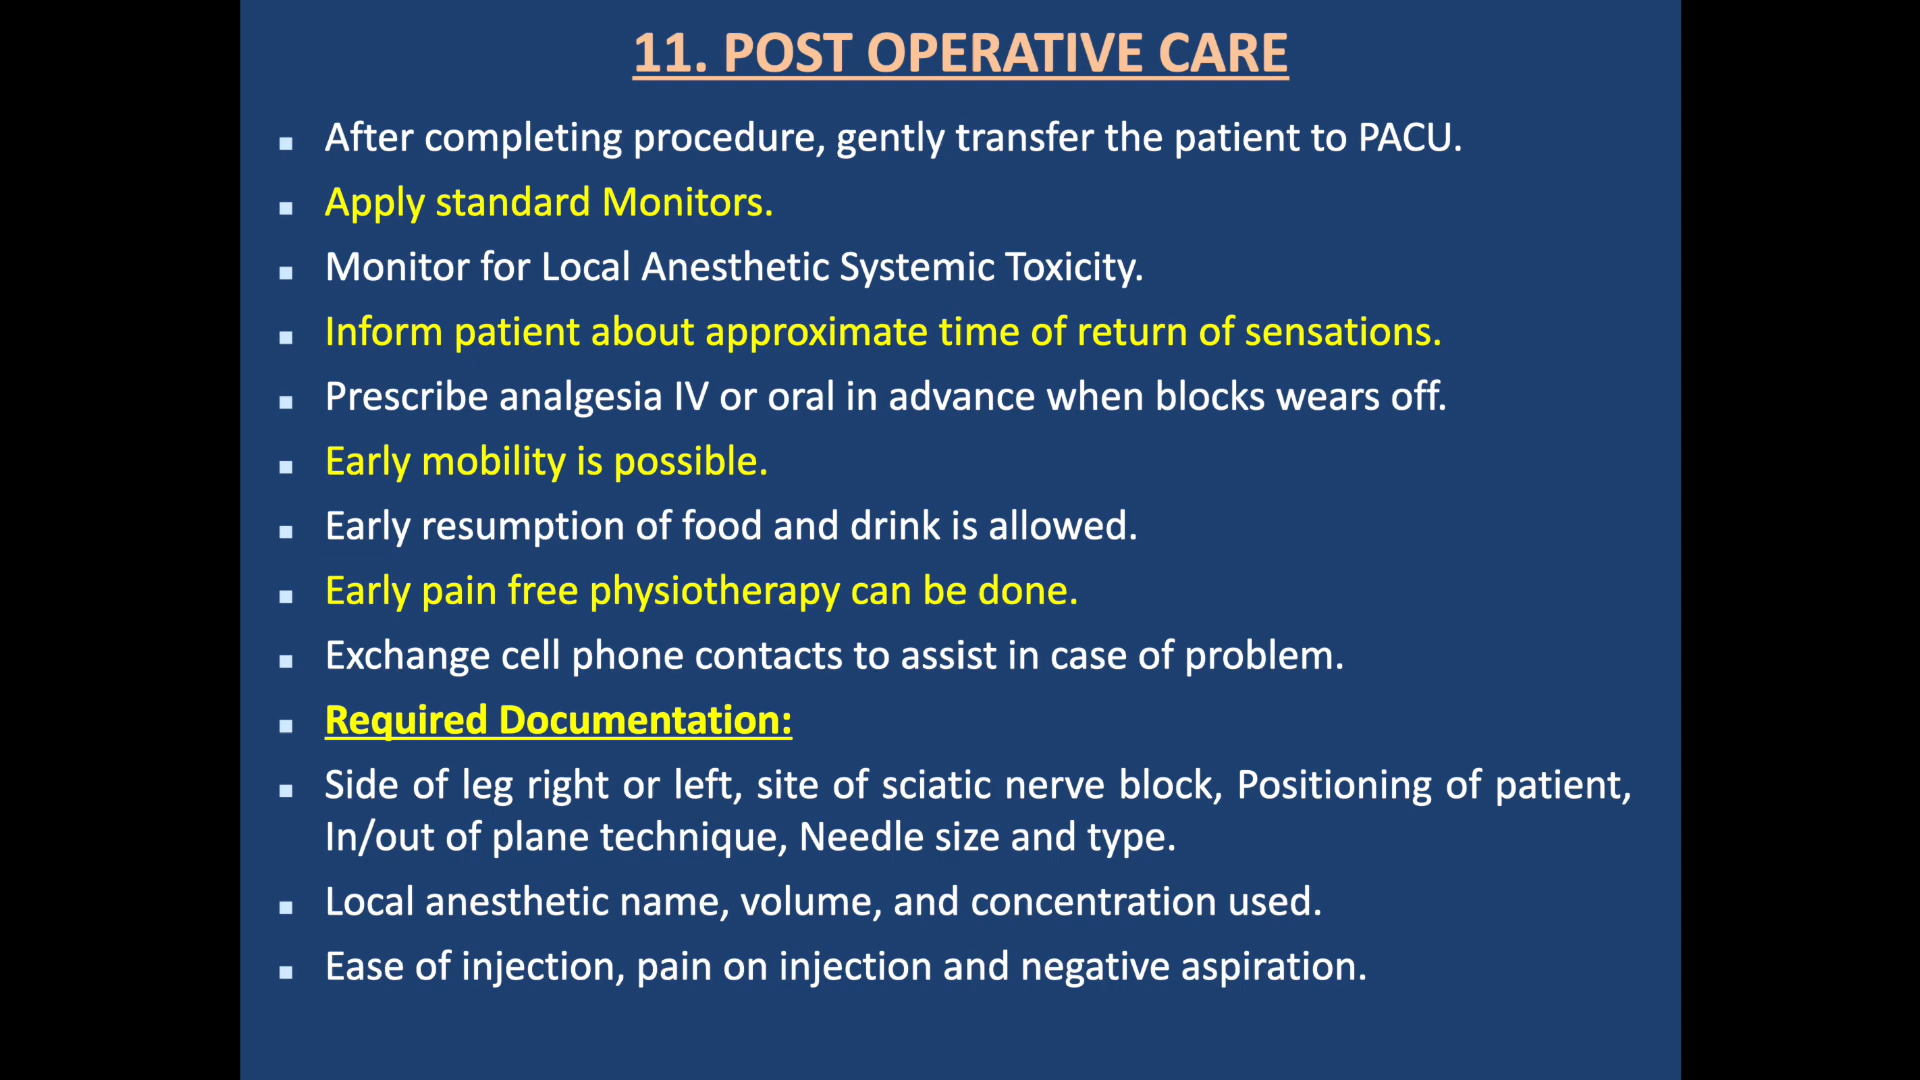 11. POST OPERATIVE CARE
▪ After completing procedure, gently transfer the patient to PACU.
▪ Apply standard Monitors.
▪ Monitor for Local Anesthetic Systemic Toxicity.
▪ Inform patient about approximate time of return of sensations.
▪ Prescribe analgesia IV or oral in advance when blocks wears off.
▪ Early mobility is possible.
▪ Early resumption of food and drink is allowed.
▪ Early pain free physiotherapy can be done.
▪ Exchange cell phone contacts to assist in case of problem.
▪ Required Documentation:
▪ Side of leg right or left, site of sciatic nerve block, Positioning of patient,
In/out of plane technique, Needle size and type.
▪ Local anesthetic name, volume, and concentration used.
▪ Ease of injection, pain on injection and negative aspiration.